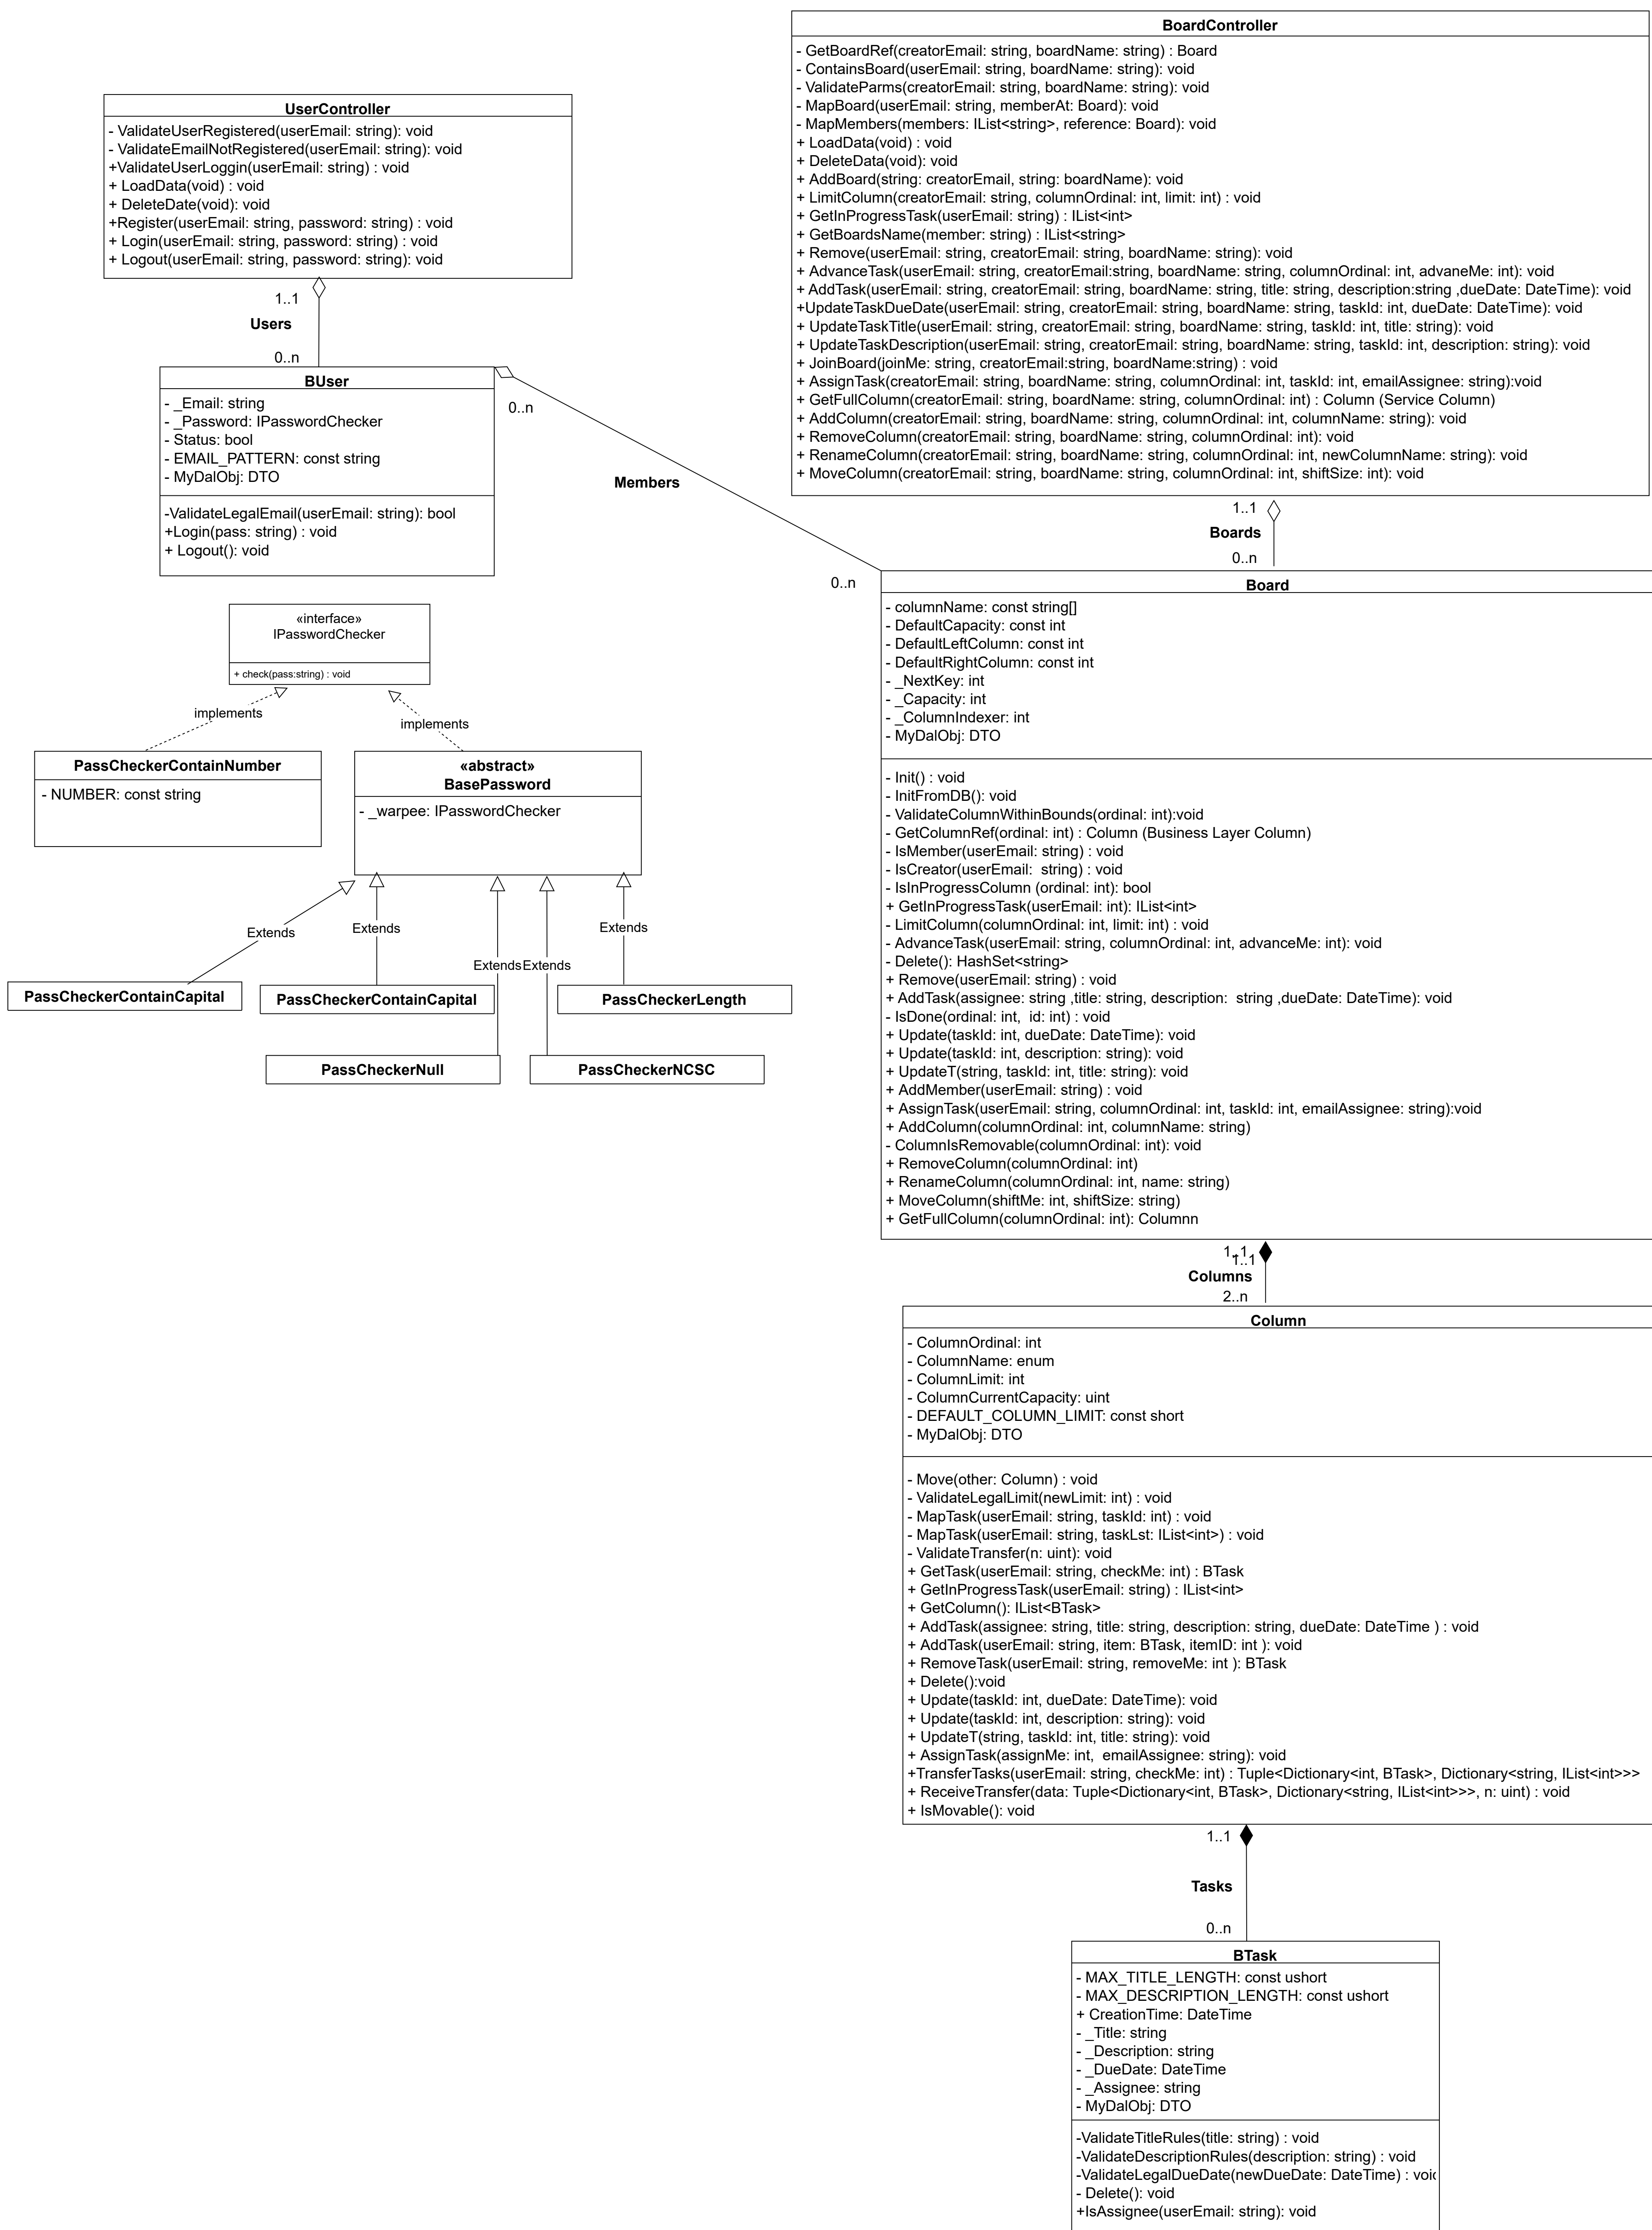 BoardController
- GetBoardRef(creatorEmail: string, boardName: string) : Board
- ContainsBoard(userEmail: string, boardName: string): void
- ValidateParms(creatorEmail: string, boardName: string): void
- MapBoard(userEmail: string, memberAt: Board): void
- MapMembers(members: IList<string>, reference: Board): void
+ LoadData(void) : void
+ DeleteData(void): void
+ AddBoard(string: creatorEmail, string: boardName): void
+ LimitColumn(creatorEmail: string, columnOrdinal: int, limit: int) : void
+ GetInProgressTask(userEmail: string) : IList<int>
+ GetBoardsName(member: string) : IList<string>
+ Remove(userEmail: string, creatorEmail: string, boardName: string): void
+ AdvanceTask(userEmail: string, creatorEmail:string, boardName: string, columnOrdinal: int, advaneMe: int): void
+ AddTask(userEmail: string, creatorEmail: string, boardName: string, title: string, description:string ,dueDate: DateTime): void
+UpdateTaskDueDate(userEmail: string, creatorEmail: string, boardName: string, taskId: int, dueDate: DateTime): void
+ UpdateTaskTitle(userEmail: string, creatorEmail: string, boardName: string, taskId: int, title: string): void
+ UpdateTaskDescription(userEmail: string, creatorEmail: string, boardName: string, taskId: int, description: string): void
+ JoinBoard(joinMe: string, creatorEmail:string, boardName:string) : void
+ AssignTask(creatorEmail: string, boardName: string, columnOrdinal: int, taskId: int, emailAssignee: string):void
+ GetFullColumn(creatorEmail: string, boardName: string, columnOrdinal: int) : Column (Service Column)
+ AddColumn(creatorEmail: string, boardName: string, columnOrdinal: int, columnName: string): void
+ RemoveColumn(creatorEmail: string, boardName: string, columnOrdinal: int): void
+ RenameColumn(creatorEmail: string, boardName: string, columnOrdinal: int, newColumnName: string): void
+ MoveColumn(creatorEmail: string, boardName: string, columnOrdinal: int, shiftSize: int): void
UserController
- ValidateUserRegistered(userEmail: string): void
- ValidateEmailNotRegistered(userEmail: string): void
+ValidateUserLoggin(userEmail: string) : void
+ LoadData(void) : void
+ DeleteDate(void): void
+Register(userEmail: string, password: string) : void
+ Login(userEmail: string, password: string) : void
+ Logout(userEmail: string, password: string): void
1..1
Users
0..n
BUser
- _Email: string
- _Password: IPasswordChecker
- Status: bool
- EMAIL_PATTERN: const string
- MyDalObj: DTO
-ValidateLegalEmail(userEmail: string): bool
+Login(pass: string) : void
+ Logout(): void
0..n
Members
0..n
1..1
Boards
0..n
«interface»
IPasswordChecker
+ check(pass:string) : void
implements
implements
PassCheckerContainNumber
- NUMBER: const string
«abstract»
BasePassword
- _warpee: IPasswordChecker
Extends
Extends
Extends
Extends
Extends
PassCheckerContainCapital
PassCheckerContainCapital
PassCheckerLength
PassCheckerNull
PassCheckerNCSC
Board
- columnName: const string[]
- DefaultCapacity: const int
- DefaultLeftColumn: const int
- DefaultRightColumn: const int
- _NextKey: int
- _Capacity: int
- _ColumnIndexer: int
- MyDalObj: DTO
- Init() : void
- InitFromDB(): void
- ValidateColumnWithinBounds(ordinal: int):void
- GetColumnRef(ordinal: int) : Column (Business Layer Column)
- IsMember(userEmail: string) : void
- IsCreator(userEmail:  string) : void
- IsInProgressColumn (ordinal: int): bool
+ GetInProgressTask(userEmail: int): IList<int>
- LimitColumn(columnOrdinal: int, limit: int) : void
- AdvanceTask(userEmail: string, columnOrdinal: int, advanceMe: int): void
- Delete(): HashSet<string>
+ Remove(userEmail: string) : void
+ AddTask(assignee: string ,title: string, description:  string ,dueDate: DateTime): void
- IsDone(ordinal: int,  id: int) : void
+ Update(taskId: int, dueDate: DateTime): void
+ Update(taskId: int, description: string): void
+ UpdateT(string, taskId: int, title: string): void
+ AddMember(userEmail: string) : void
+ AssignTask(userEmail: string, columnOrdinal: int, taskId: int, emailAssignee: string):void
+ AddColumn(columnOrdinal: int, columnName: string)
- ColumnIsRemovable(columnOrdinal: int): void
+ RemoveColumn(columnOrdinal: int)
+ RenameColumn(columnOrdinal: int, name: string)
+ MoveColumn(shiftMe: int, shiftSize: string)
+ GetFullColumn(columnOrdinal: int): Columnn
1..1
1..1
Columns
2..n
Column
- ColumnOrdinal: int
- ColumnName: enum
- ColumnLimit: int
- ColumnCurrentCapacity: uint
- DEFAULT_COLUMN_LIMIT: const short
- MyDalObj: DTO
- Move(other: Column) : void
- ValidateLegalLimit(newLimit: int) : void
- MapTask(userEmail: string, taskId: int) : void
- MapTask(userEmail: string, taskLst: IList<int>) : void
- ValidateTransfer(n: uint): void
+ GetTask(userEmail: string, checkMe: int) : BTask
+ GetInProgressTask(userEmail: string) : IList<int>
+ GetColumn(): IList<BTask>
+ AddTask(assignee: string, title: string, description: string, dueDate: DateTime ) : void
+ AddTask(userEmail: string, item: BTask, itemID: int ): void
+ RemoveTask(userEmail: string, removeMe: int ): BTask
+ Delete():void
+ Update(taskId: int, dueDate: DateTime): void
+ Update(taskId: int, description: string): void
+ UpdateT(string, taskId: int, title: string): void
+ AssignTask(assignMe: int,  emailAssignee: string): void
+TransferTasks(userEmail: string, checkMe: int) : Tuple<Dictionary<int, BTask>, Dictionary<string, IList<int>>>
+ ReceiveTransfer(data: Tuple<Dictionary<int, BTask>, Dictionary<string, IList<int>>>, n: uint) : void
+ IsMovable(): void
1..1
Tasks
0..n
BTask
- MAX_TITLE_LENGTH: const ushort
- MAX_DESCRIPTION_LENGTH: const ushort
+ CreationTime: DateTime
- _Title: string
- _Description: string
- _DueDate: DateTime
- _Assignee: string
- MyDalObj: DTO
-ValidateTitleRules(title: string) : void
-ValidateDescriptionRules(description: string) : void
-ValidateLegalDueDate(newDueDate: DateTime) : void
- Delete(): void
+IsAssignee(userEmail: string): void